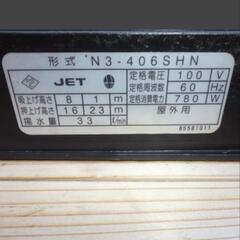 形式 N3-406SHN
JET
定格電圧 100 V
定格周波数 60 Hz
定格消費電力 780 W
吸上げ高さ 8 1 m
押上げ高さ 16 23 m
揚水量 33 ℓ/min
屋外用
85581011